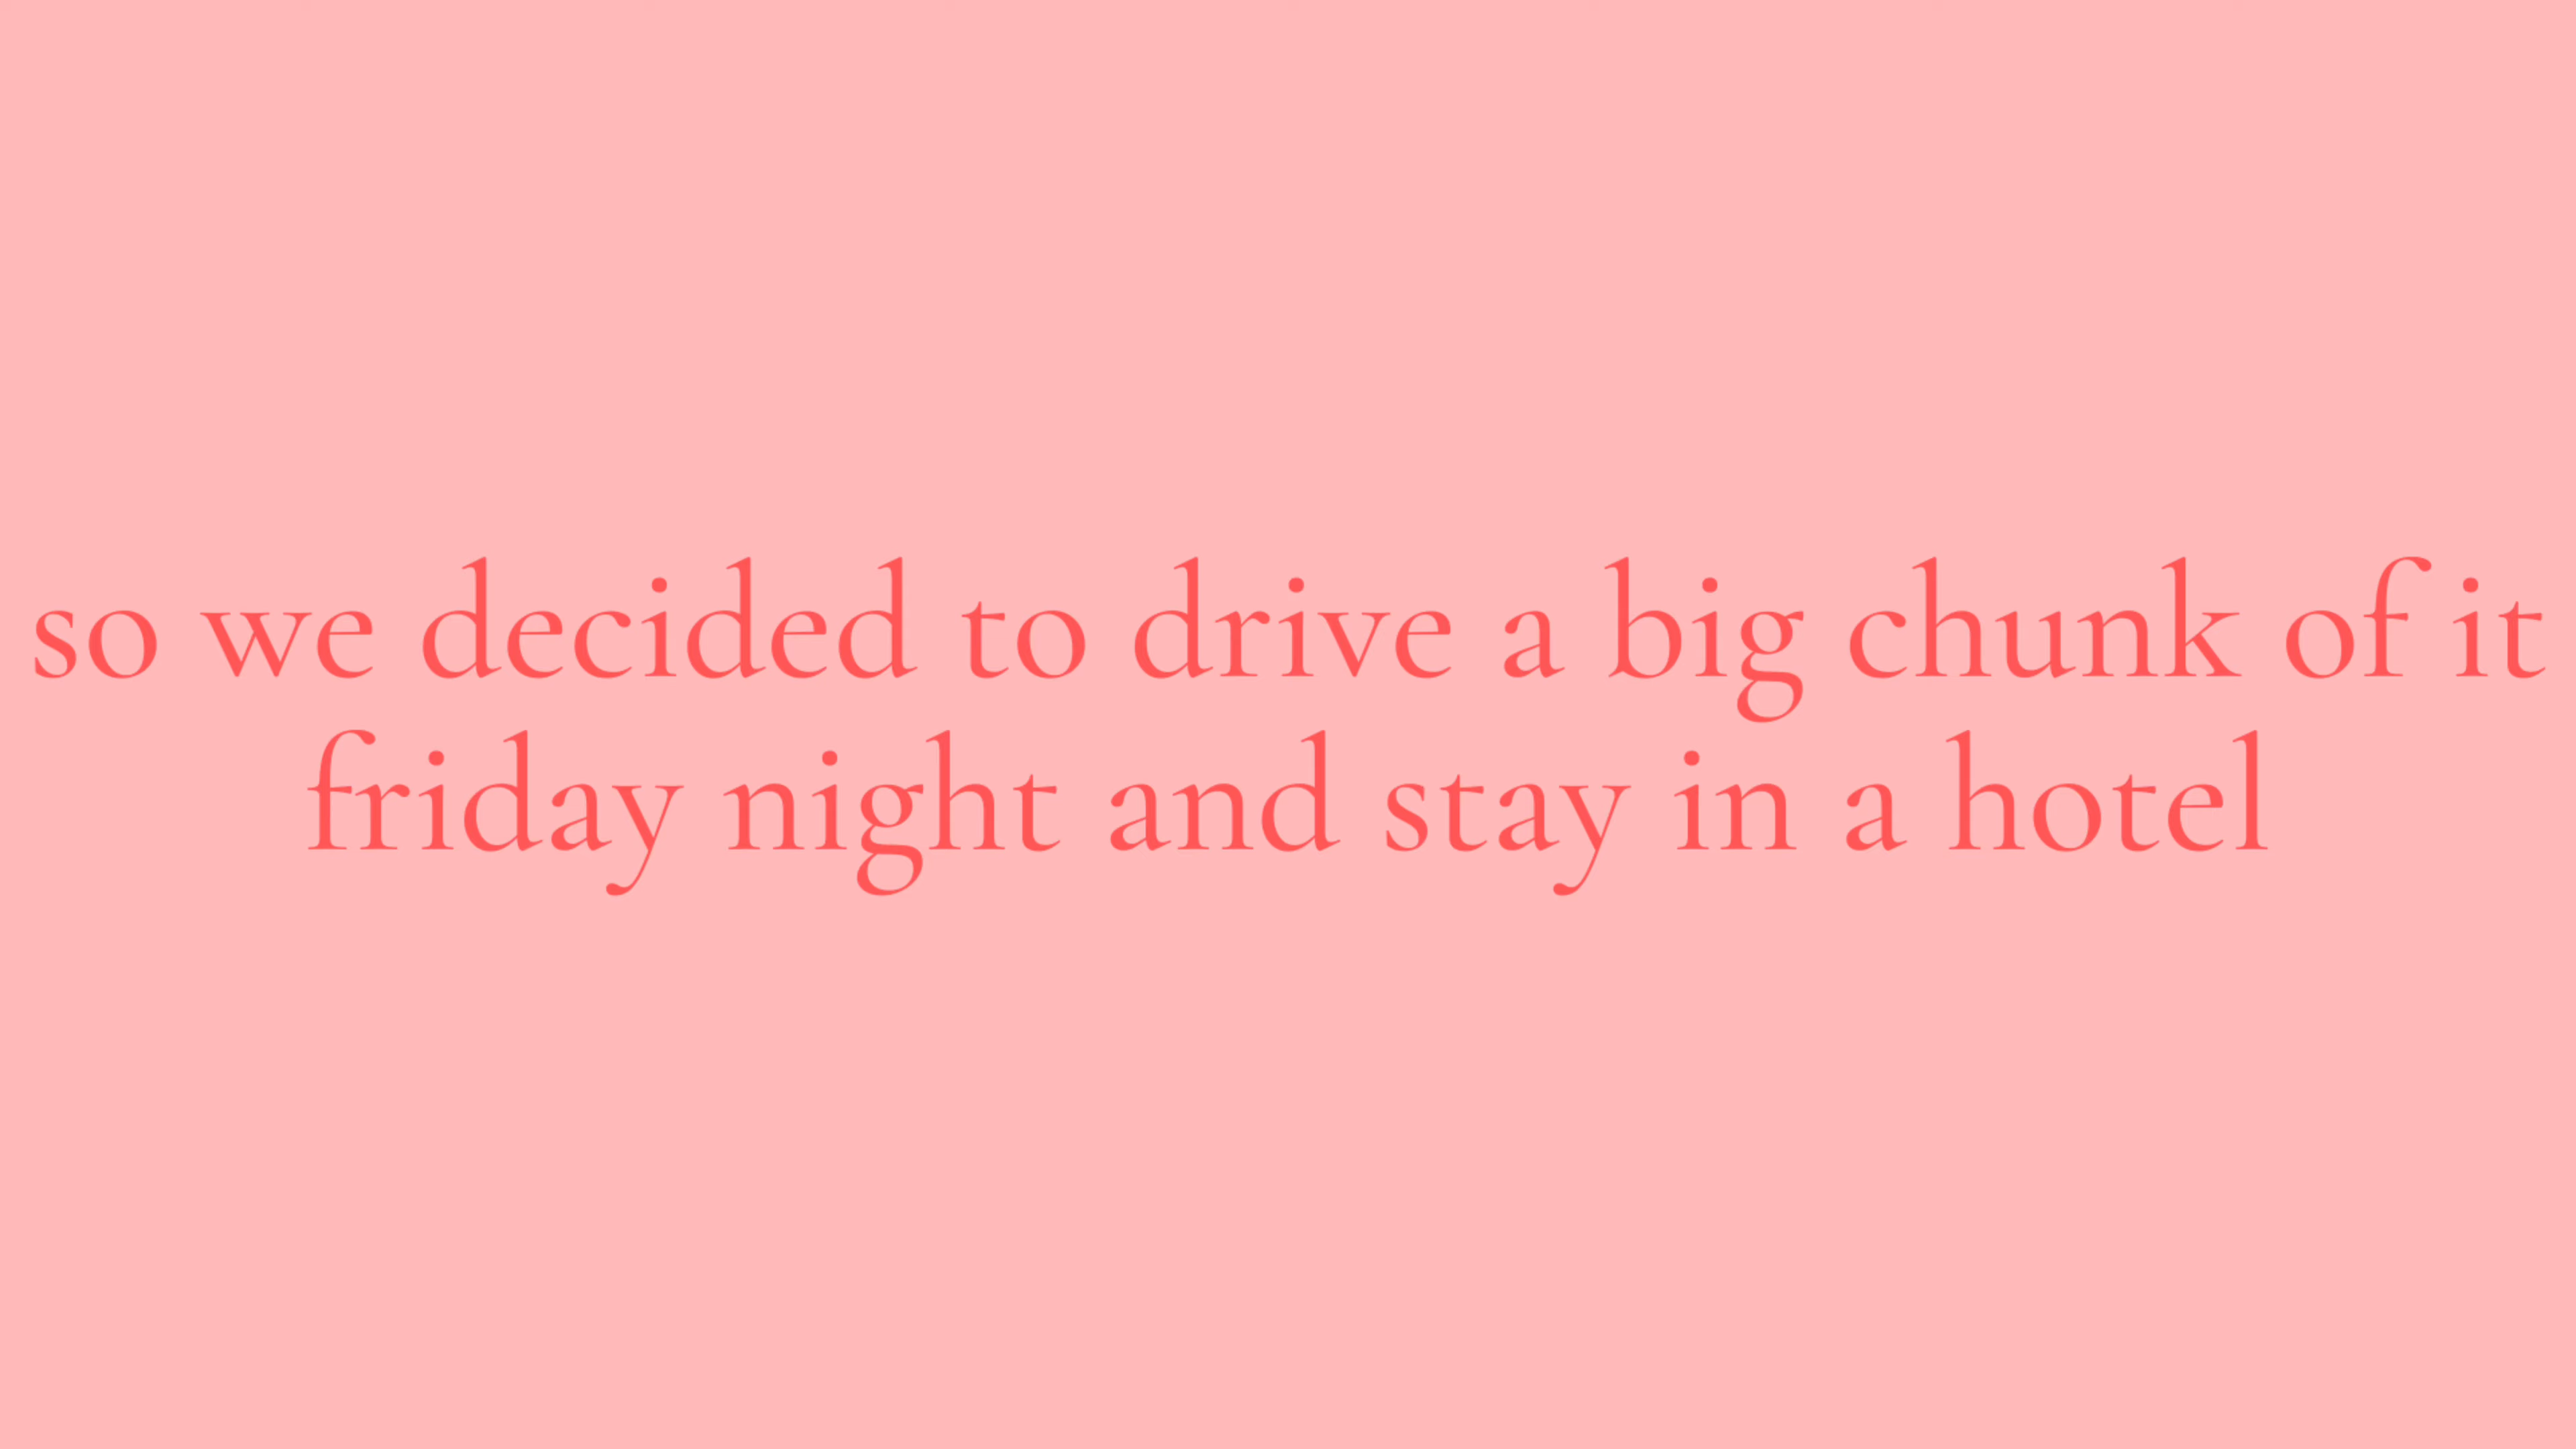 so we decided to drive a big chunk of it
friday night and stay in a hotel